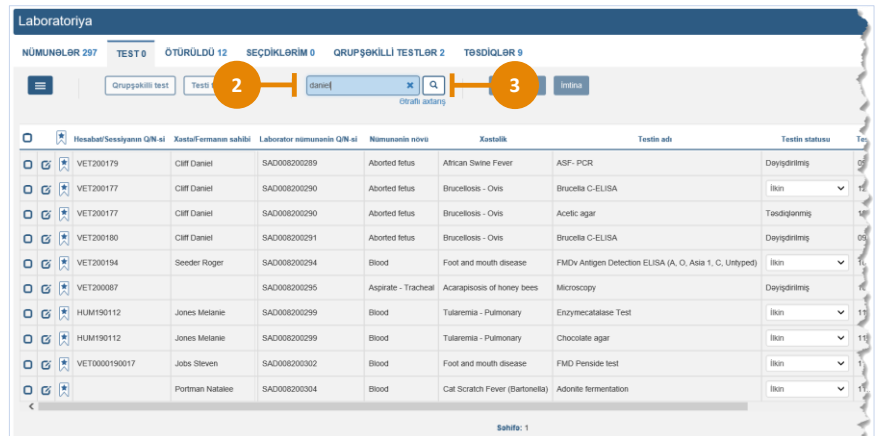 Laboratoriya
NÜMUNƏLƏR 297 TEST 0 ÖTÜRÜLDÜ 12 SEÇDİKLƏRİM 0 QRUPŞƏKİLLİ TESTLƏR 2 TƏSDİQLƏR 9
Qrupşəkilli test Testi 2 daniel 3 İmtina
Ətraflı axtarış
Hesabat/Sessiyanın Q/N-si Xəstə/Fermanın sahibi Laborator nümunənin Q/N-si Nümunənin növü Xəstəlik Testin adı Testin statusu
VET200179 Cliff Daniel SAD008200289 Aborted fetus African Swine Fever ASF- PCR Dəyişdirilmiş
VET200177 Cliff Daniel SAD008200290 Aborted fetus Brucellosis - Ovis Brucella C-ELISA İlkin
VET200177 Cliff Daniel SAD008200290 Aborted fetus Brucellosis - Ovis Acetic agar Təsdiqlənmiş
VET200180 Cliff Daniel SAD008200291 Aborted fetus Brucellosis - Ovis Brucella C-ELISA Dəyişdirilmiş
VET200194 Seeder Roger SAD008200294 Blood Foot and mouth disease FMDv Antigen Detection ELISA (A, O, Asia 1, C, Untyped) İlkin
VET200087 SAD008200295 Aspirate - Tracheal Acarapisosis of honey bees Microscopy Dəyişdirilmiş
HUM190112 Jones Melanie SAD008200299 Blood Tularemia - Pulmonary Enzymecatalase Test İlkin
HUM190112 Jones Melanie SAD008200299 Blood Tularemia - Pulmonary Chocolate agar İlkin
VET0000190017 Jobs Steven SAD008200302 Blood Foot and mouth disease FMD Penside test İlkin
Portman Natalee SAD008200304 Blood Cat Scratch Fever (Bartonella) Adonite fermentation İlkin
Səhifə: 1